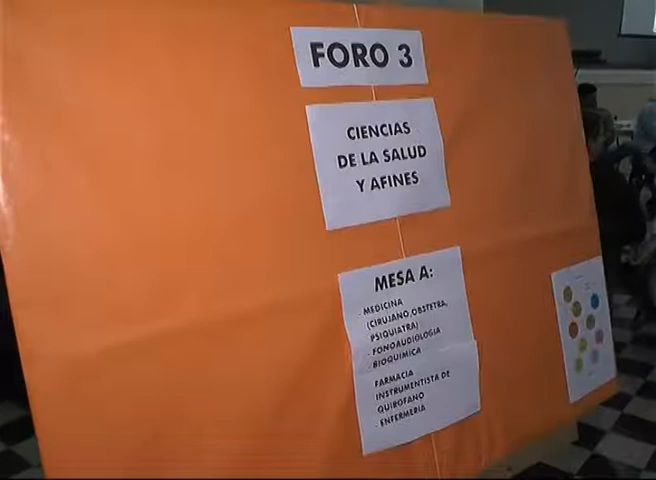 FORO 3
CIENCIAS
DE LA SALUD
Y AFINES
MESA A:
- MEDICINA
(CIRUJANO,OBSTETRA,
PSIQUIATRA)
- FONOAUDIOLOGIA
- BIOQUIMICA
FARMACIA
INSTRUMENTISTA DE
QUIROFANO
- ENFERMERIA